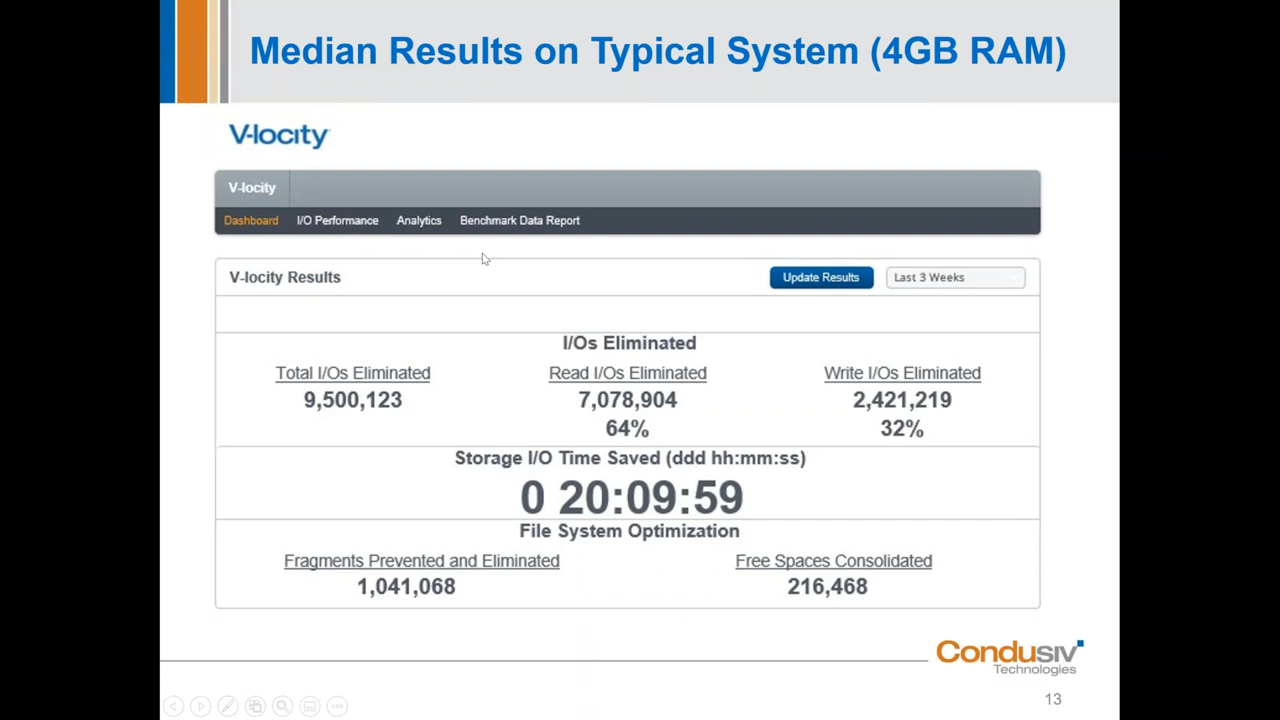 Median Results on Typical System (4GB RAM)
V-locity
V-locity
Dashboard I/O Performance Analytics Benchmark Data Report
V-locity Results Update Results Last 3 Weeks
I/Os Eliminated
Total I/Os Eliminated Read I/Os Eliminated Write I/Os Eliminated
9,500,123 7,078,904 2,421,219
64% 32%
Storage I/O Time Saved (ddd hh:mm:ss)
0 20:09:59
File System Optimization
Fragments Prevented and Eliminated Free Spaces Consolidated
1,041,068 216,468
Condusiv
Technologies
13